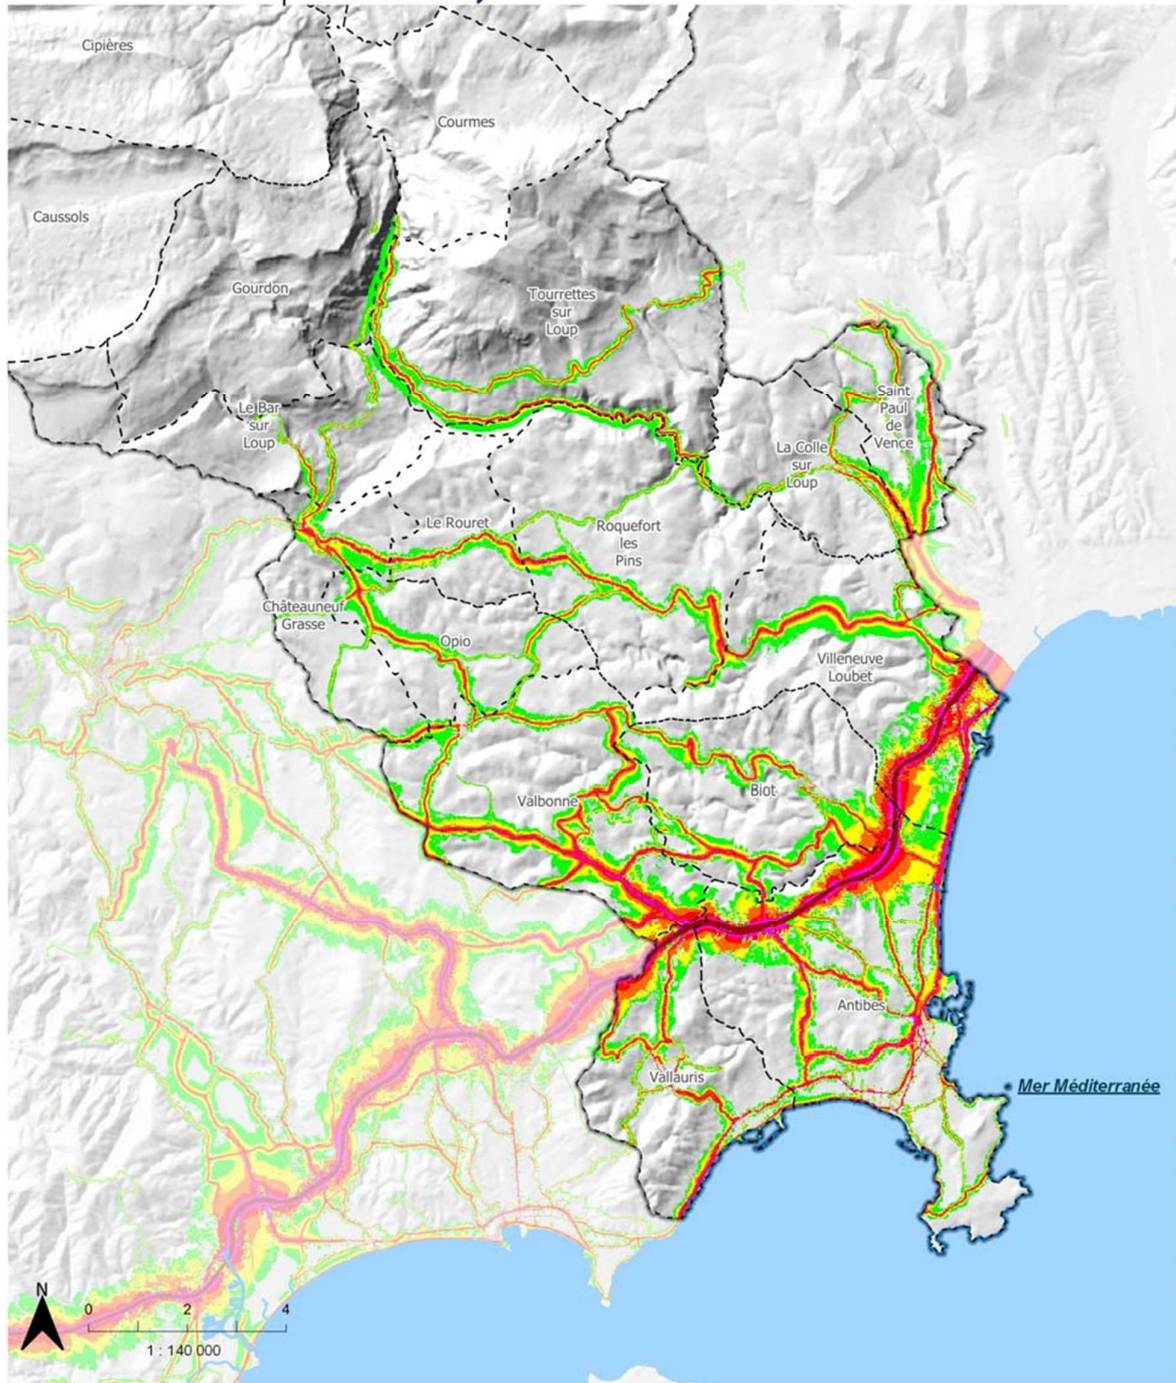 Cipières
Courmes
Caussols
Gourdon
Tourrettes
sur
Loup
Le Bar
sur
Loup
Saint
Paul
de
Vence
La Colle
sur
Loup
Le Rouret
Roquefort
les
Pins
Châteauneuf
Grasse
Opio
Villeneuve
Loubet
Valbonne
Biot
Antibes
Vallauris
Mer Méditerranée
N
0 2 4
1 : 140 000